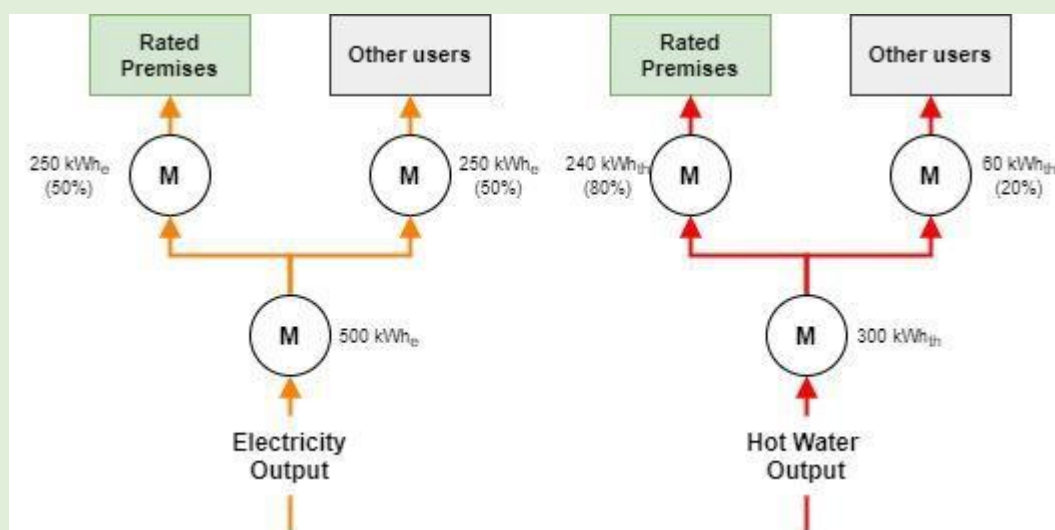 Rated
Premises
Other users
Rated
Premises
Other users
250 kWhₑ
(50%)
M
M
250 kWhₑ
(50%)
240 kWhₜₕ
(80%)
M
M
60 kWhₜₕ
(20%)
M
500 kWhₑ
M
300 kWhₜₕ
Electricity
Output
Hot Water
Output